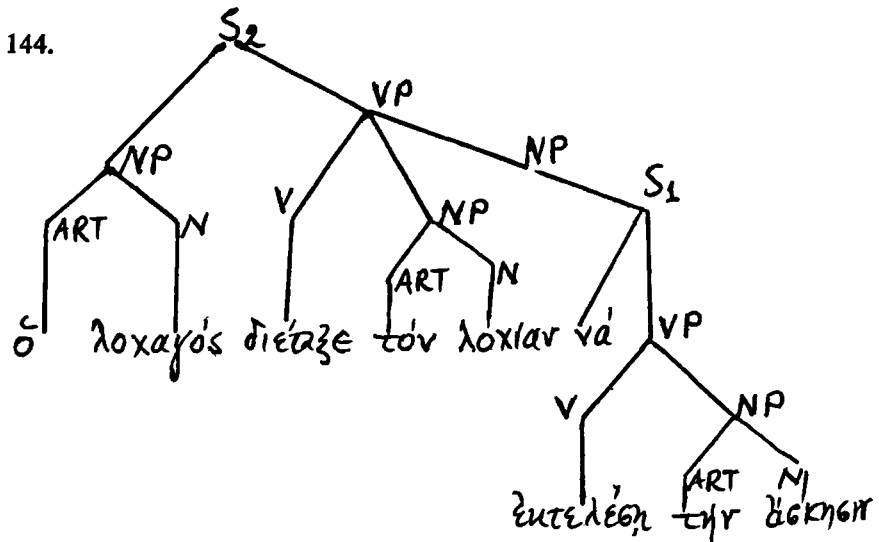 144.
S2
VP
NP NP S1
V
ART N NP
ART N
ὁ λοχαγός διέταξε τόν λοχίαν νά VP
V NP
ART N
ἐκτελέσῃ τήν ἄσκησιν